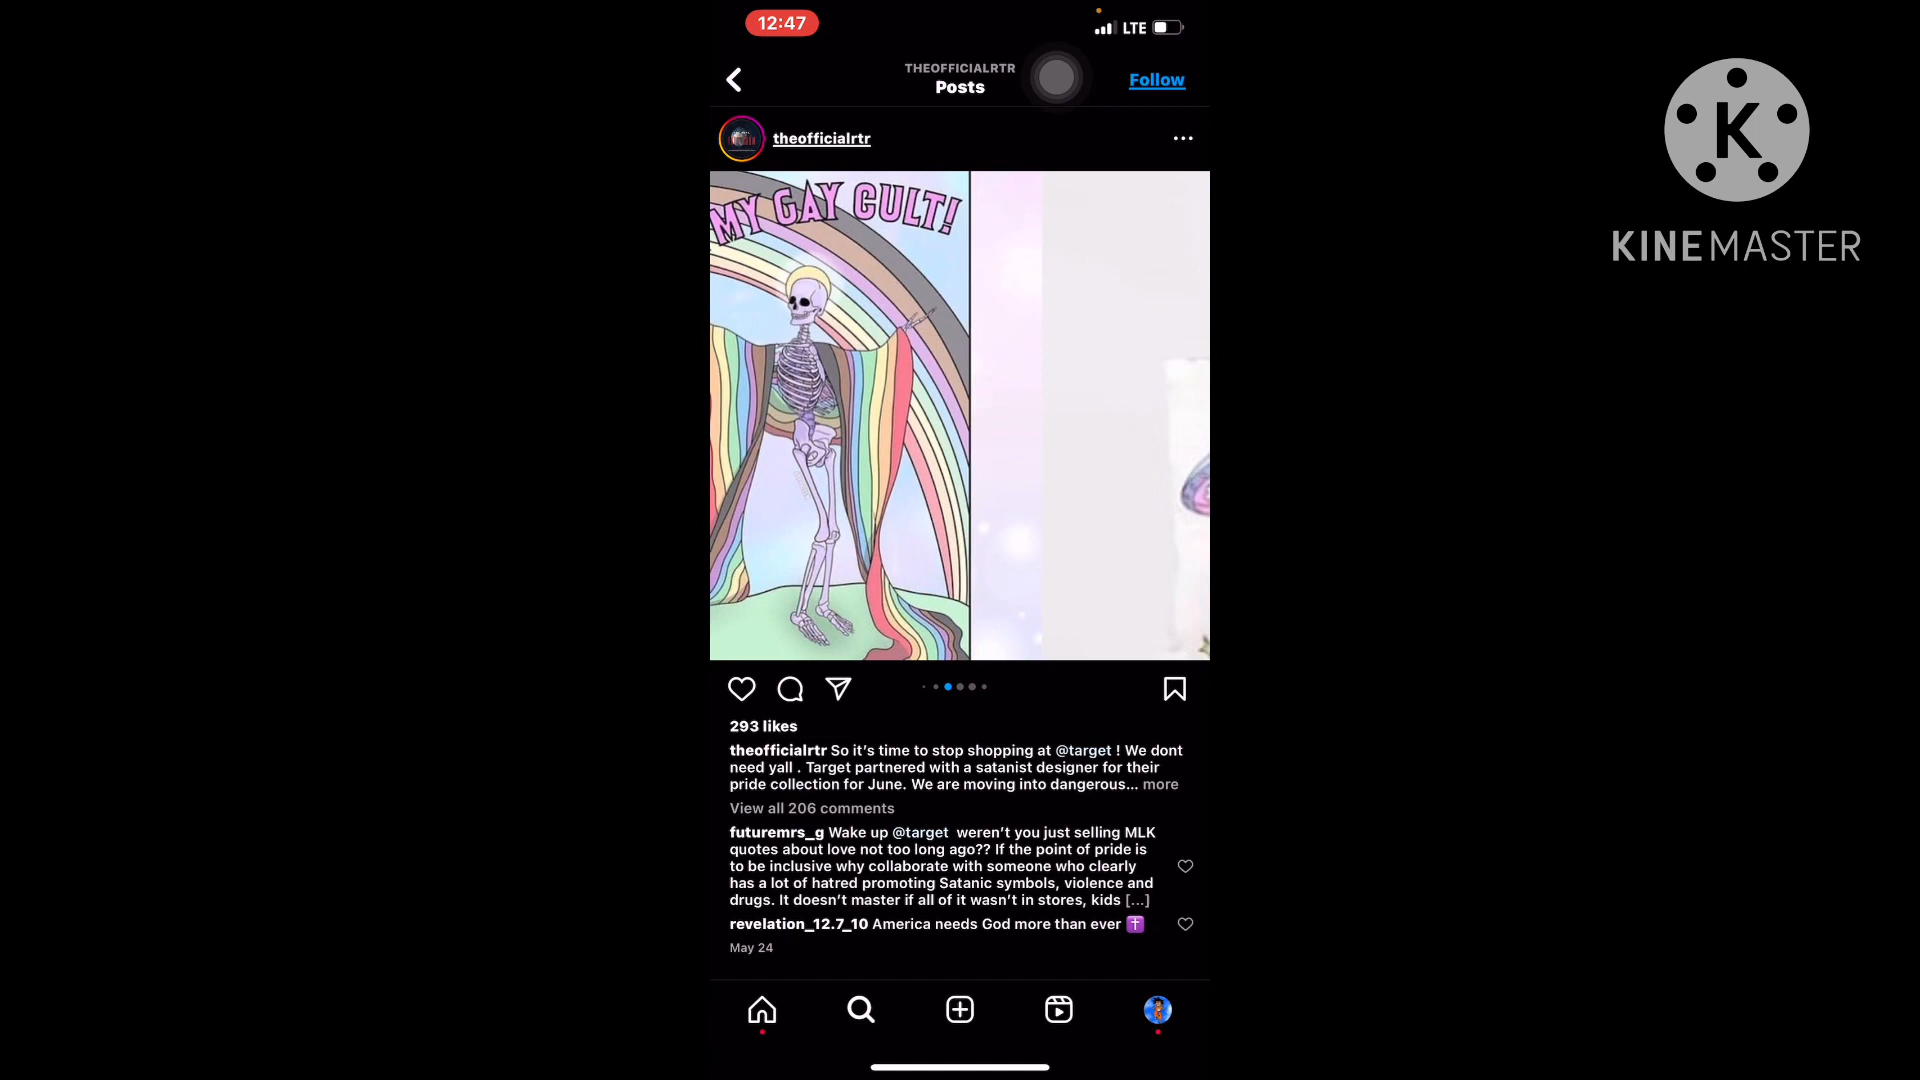 12:47
LTE
THEOFFICIALRTR
Posts
Follow
theofficialrtr
MY GAY CULT!
293 likes
theofficialrtr So it's time to stop shopping at @target ! We dont
need yall . Target partnered with a satanist designer for their
pride collection for June. We are moving into dangerous... more
View all 206 comments
futuremrs_g Wake up @target weren't you just selling MLK
quotes about love not too long ago?? If the point of pride is
to be inclusive why collaborate with someone who clearly
has a lot of hatred promoting Satanic symbols, violence and
drugs. It doesn't master if all of it wasn't in stores, kids [...]
revelation_12.7_10 America needs God more than ever ✝️
May 24
K
KINEMASTER